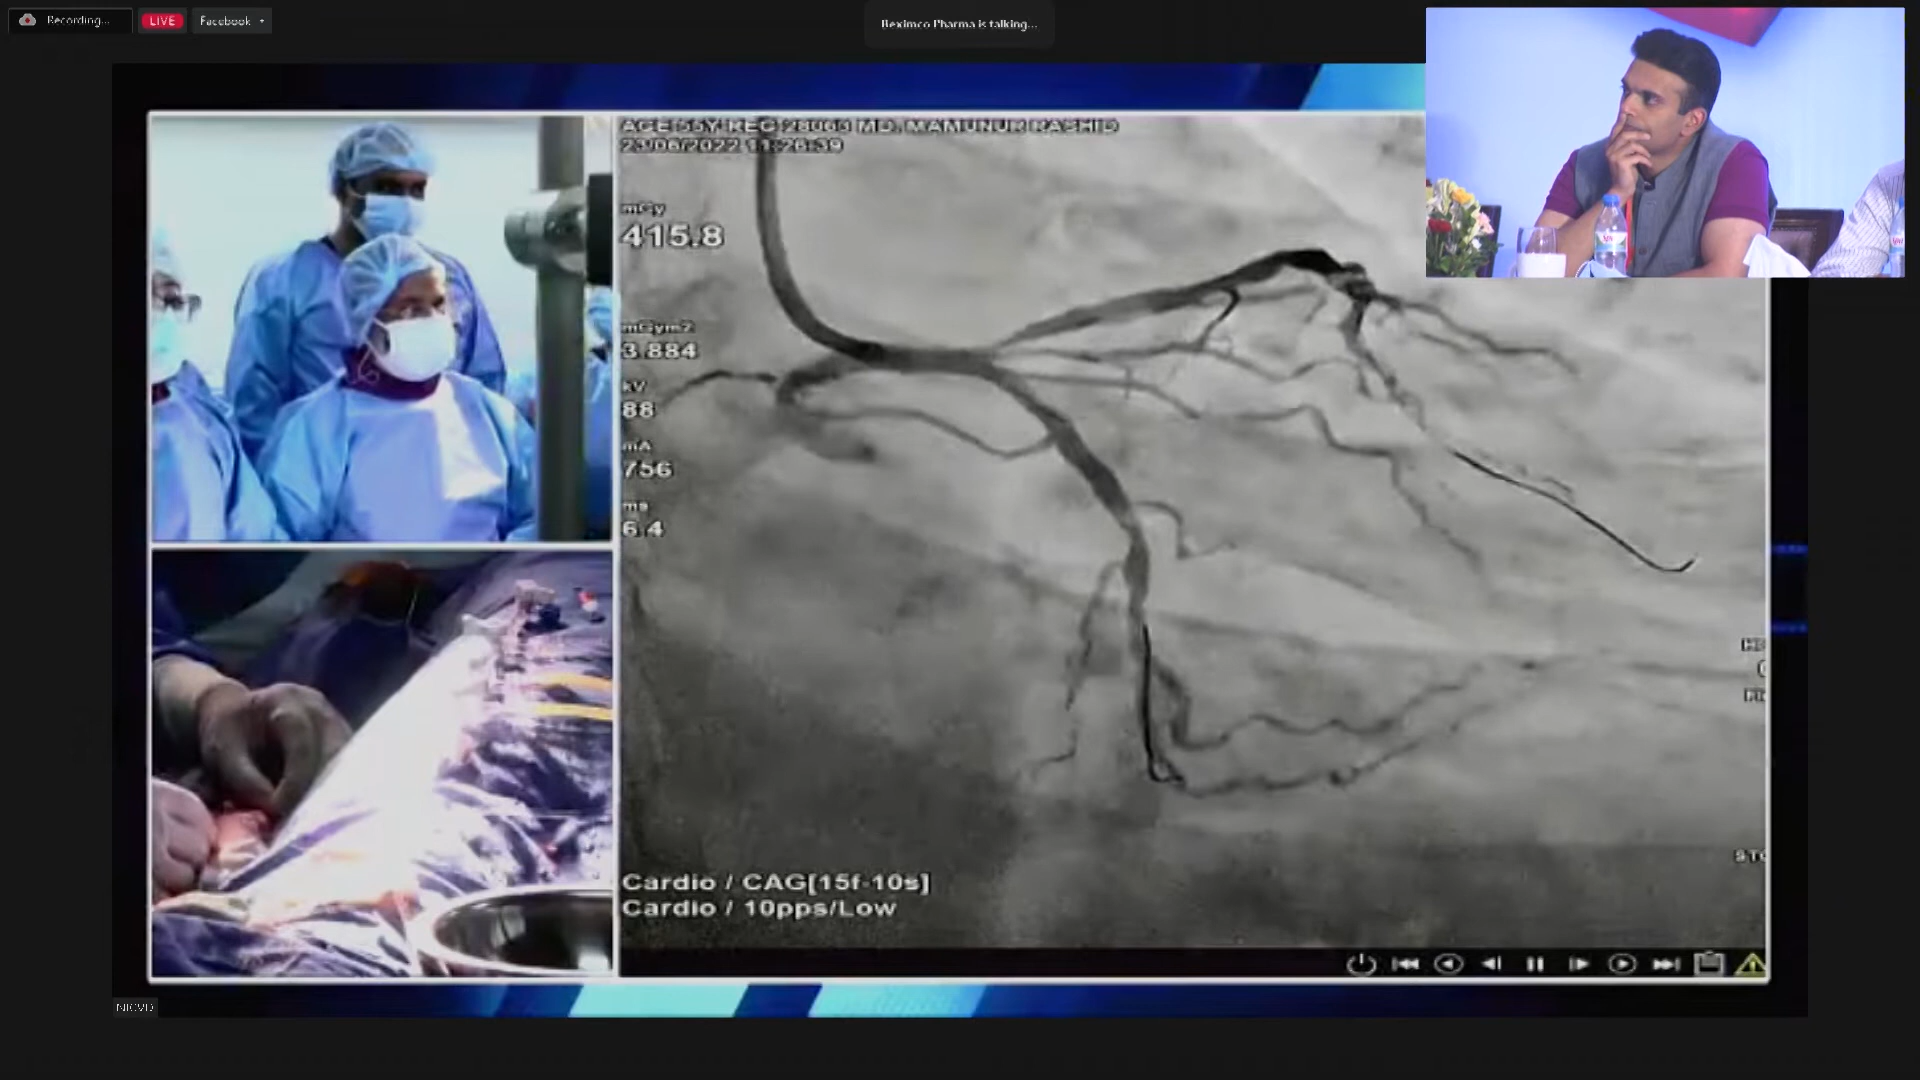 Recording...
LIVE
Facebook
Beximco Pharma is talking...
AGE 55Y REC 28063 MD. MAMUNUR RASHID
23/06/2022 11:26:39
mGy
415.8
mGym2
3.884
kV
88
mA
756
ms
6.4
Cardio / CAG[15f-10s]
Cardio / 10pps/Low
STO
NICVD